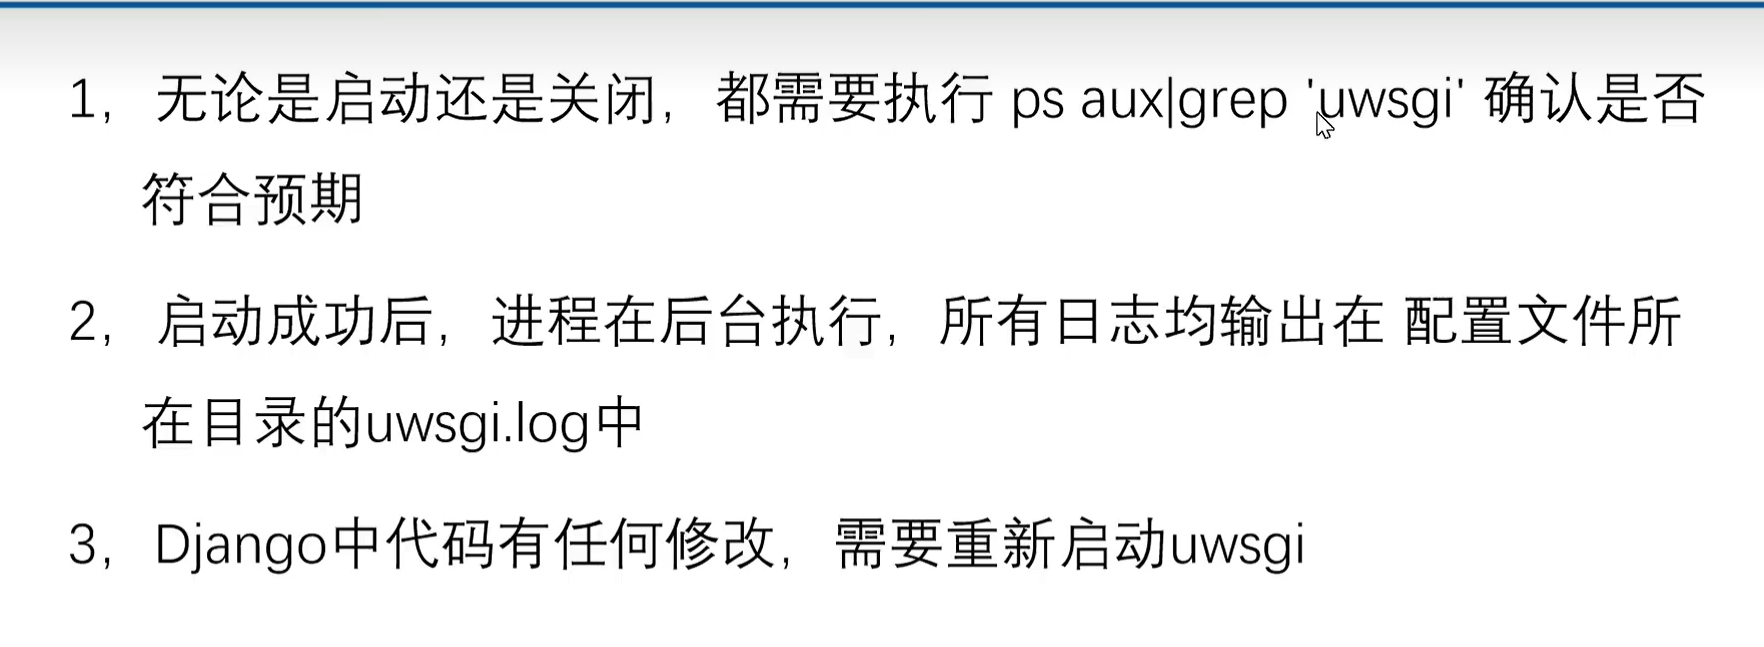 1，无论是启动还是关闭，都需要执行 ps aux|grep 'uwsgi' 确认是否
符合预期
2，启动成功后，进程在后台执行，所有日志均输出在 配置文件所
在目录的uwsgi.log中
3，Django中代码有任何修改，需要重新启动uwsgi